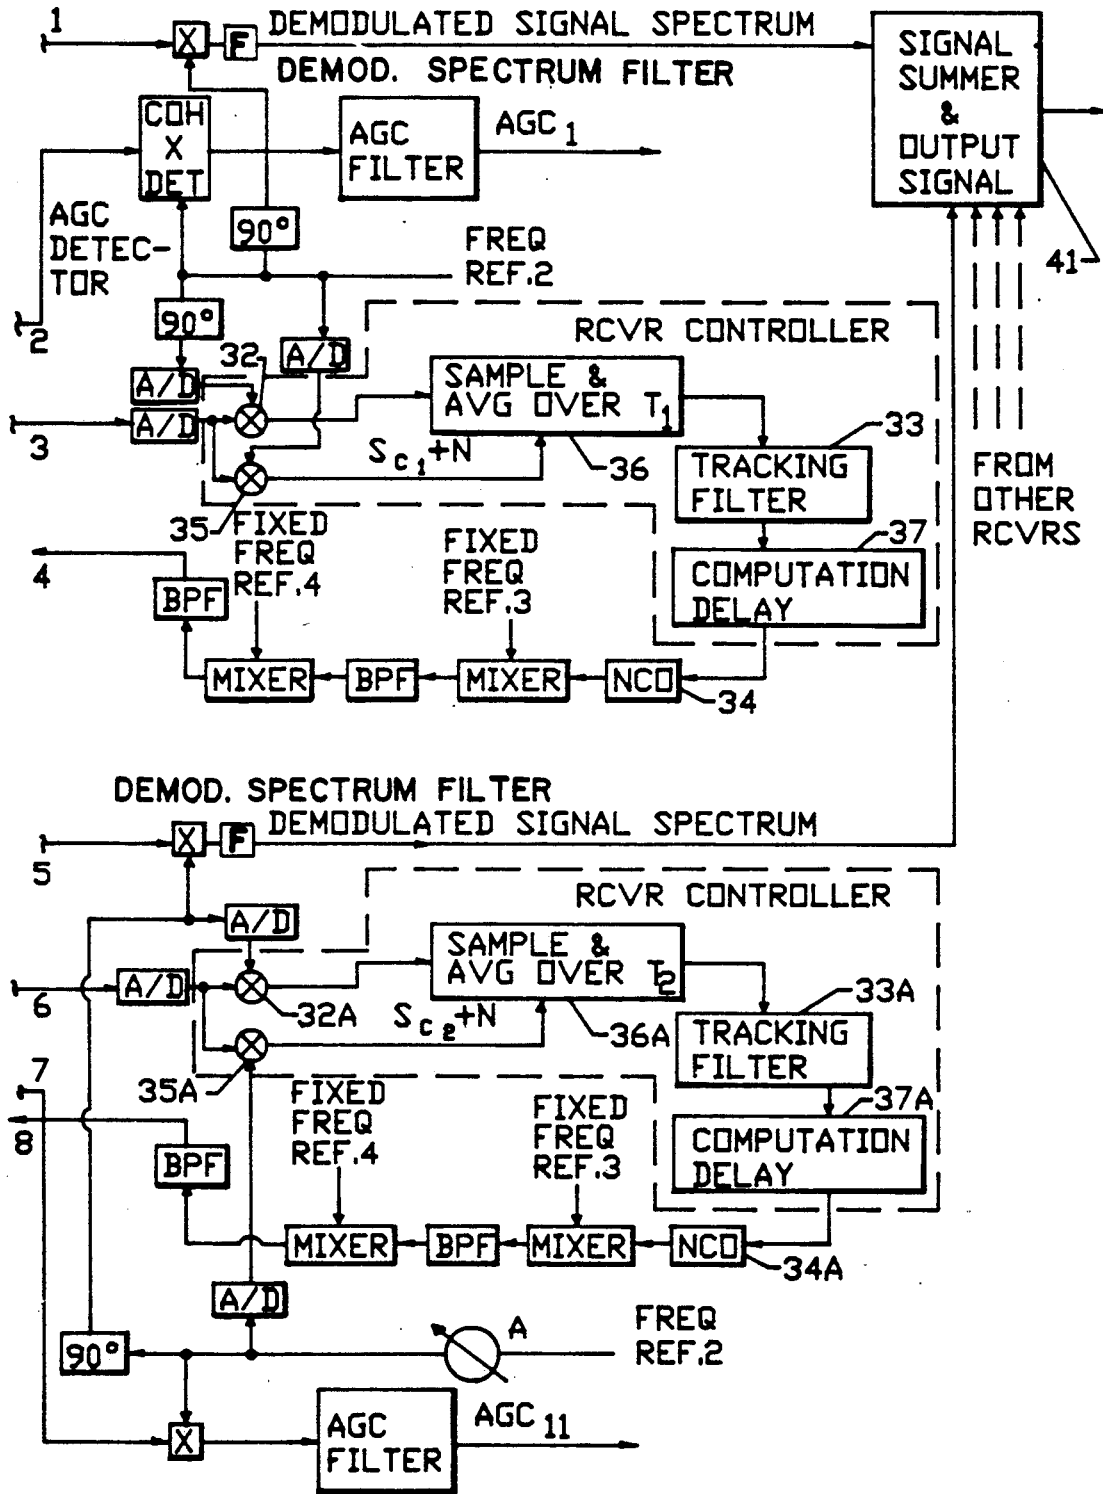 1
X
F
DEMODULATED SIGNAL SPECTRUM
DEMOD. SPECTRUM FILTER
SIGNAL
SUMMER
&
OUTPUT
SIGNAL
41
COH
X
DET
AGC
FILTER
AGC 1
AGC
DETEC-
TOR
2
90°
FREQ
REF.2
90°
A/D
RCVR CONTROLLER
32
A/D
A/D
3
SAMPLE &
AVG OVER T1
36
SC1+N
35
33
TRACKING
FILTER
FROM
OTHER
RCVRS
37
COMPUTATION
DELAY
4
BPF
FIXED
FREQ
REF.4
FIXED
FREQ
REF.3
MIXER
BPF
MIXER
NCO
34
DEMOD. SPECTRUM FILTER
5
X
F
DEMODULATED SIGNAL SPECTRUM
RCVR CONTROLLER
A/D
6
A/D
32A
SAMPLE &
AVG OVER T2
36A
SC2+N
35A
33A
TRACKING
FILTER
37A
COMPUTATION
DELAY
7
8
BPF
FIXED
FREQ
REF.4
FIXED
FREQ
REF.3
MIXER
BPF
MIXER
NCO
34A
A/D
90°
A
FREQ
REF.2
X
AGC
FILTER
AGC 11